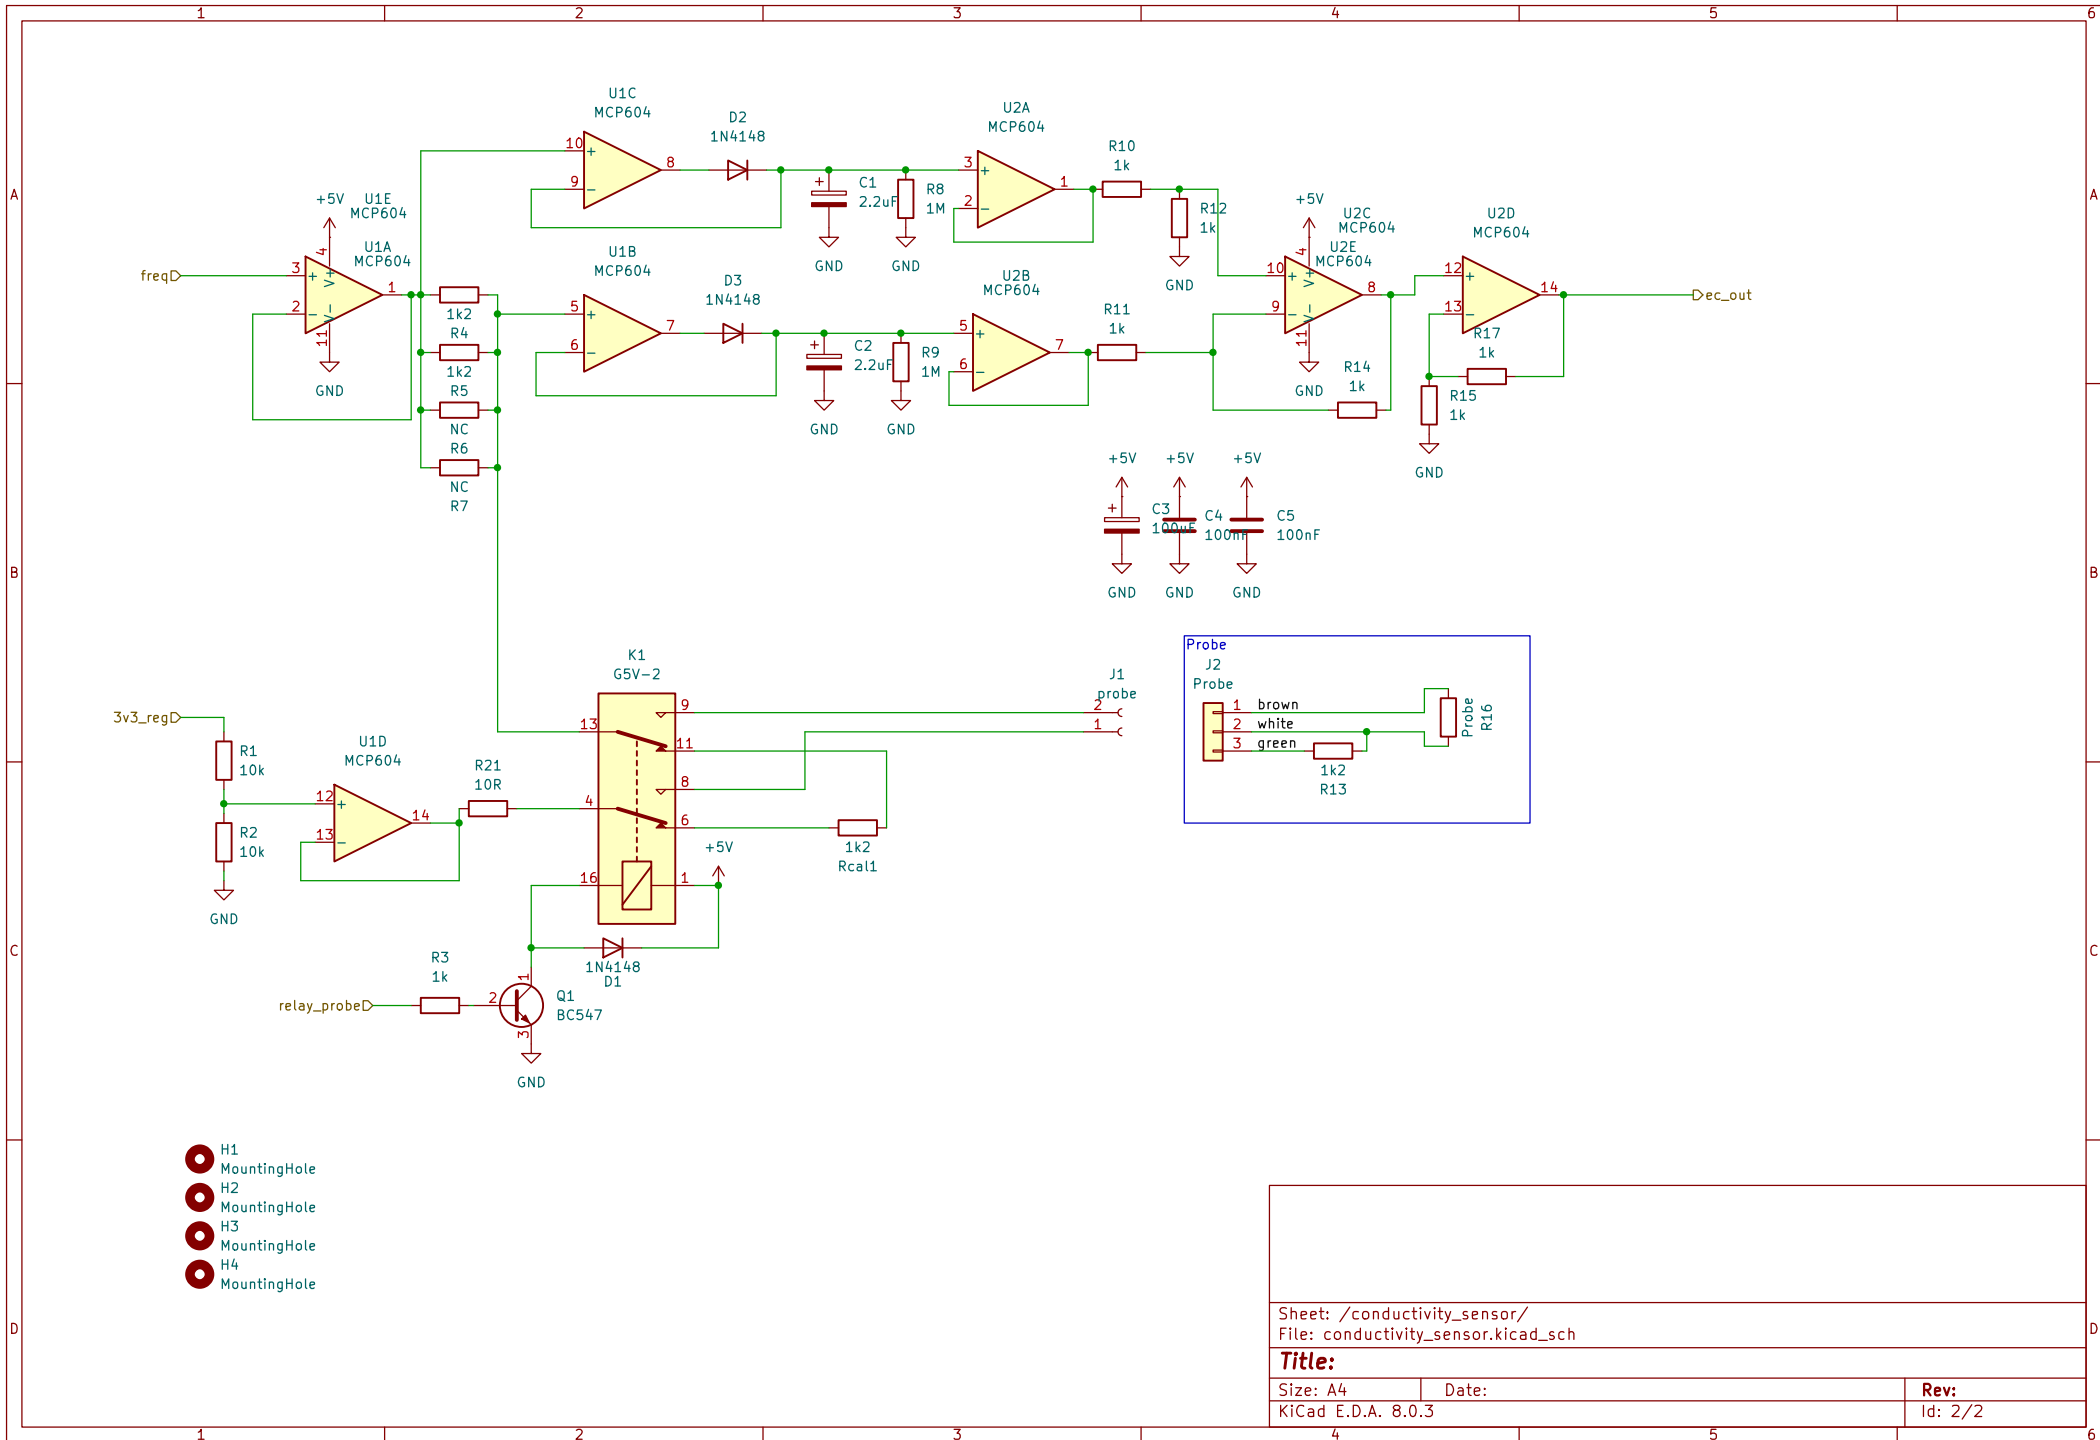 1 2 3 4 5 6
A
A
B
B
C
C
D
D
U1C
MCP604
10
+
9
−
8
D2
1N4148
+
C1
2.2uF
GND
R8
1M
GND
U2A
MCP604
3
+
2
−
1
R10
1k
R12
1k
GND
+5V
U1E
MCP604
U1A
MCP604
freq
3
+
2
−
1
4
V+
V−
11
GND
1k2
R4
1k2
R5
NC
R6
NC
R7
U1B
MCP604
5
+
6
−
7
D3
1N4148
+
C2
2.2uF
GND
R9
1M
GND
U2B
MCP604
5
+
6
−
7
R11
1k
+5V
U2C
MCP604
U2E
MCP604
10
+
9
−
8
4
V+
V−
11
GND
R14
1k
U2D
MCP604
12
+
13
−
14
R17
1k
R15
1k
GND
ec_out
+5V
+
C3
100uF
GND
+5V
C4
100nF
GND
+5V
C5
100nF
GND
Probe
J2
Probe
1 brown
2 white
3 green
1k2
R13
Probe
R16
K1
G5V-2
13
9
11
8
4
6
16
1
J1
probe
2
1
1k2
Rcal1
+5V
3v3_reg
R1
10k
R2
10k
GND
U1D
MCP604
12
+
13
−
14
R21
10R
1N4148
D1
relay_probe
R3
1k
1
2
3
Q1
BC547
GND
H1
MountingHole
H2
MountingHole
H3
MountingHole
H4
MountingHole
Sheet: /conductivity_sensor/
File: conductivity_sensor.kicad_sch
Title:
Size: A4 Date: Rev:
KiCad E.D.A. 8.0.3 Id: 2/2
1 2 3 4 5 6